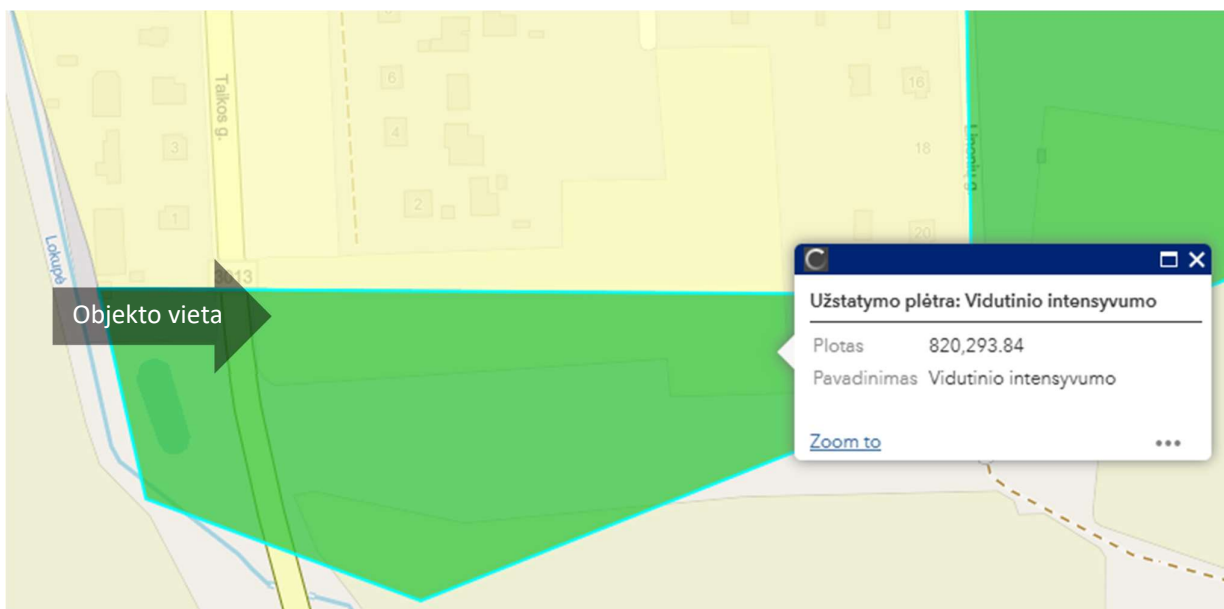 6
Taikos g.
16
4
3
18
2
1
20
Lokupė
3013
Objekto vieta
Užstatymo plėtra: Vidutinio intensyvumo
Plotas 820,293.84
Pavadinimas Vidutinio intensyvumo
Zoom to